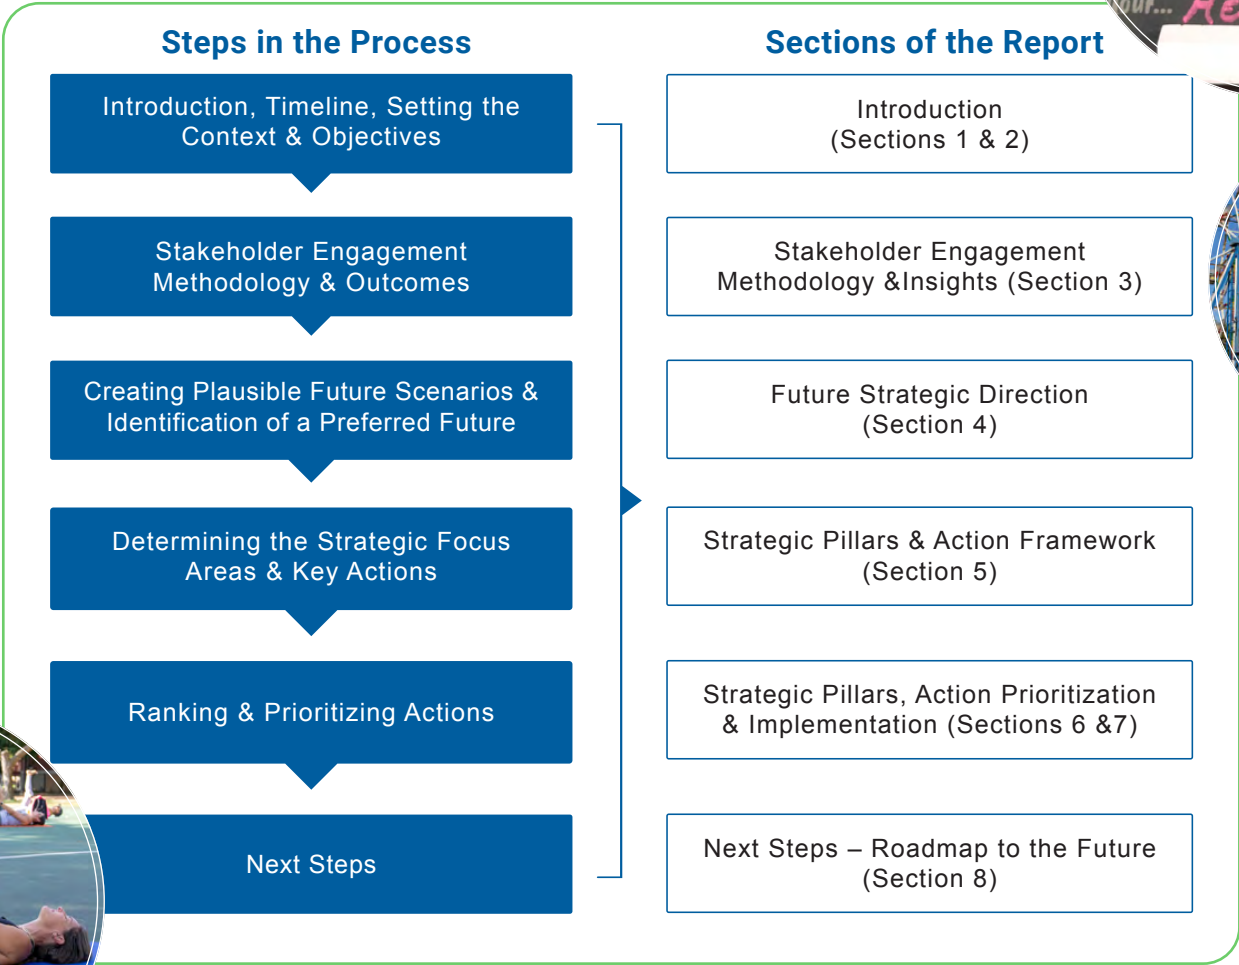 Steps in the Process
Introduction, Timeline, Setting the
Context & Objectives
Stakeholder Engagement
Methodology & Outcomes
Creating Plausible Future Scenarios &
Identification of a Preferred Future
Determining the Strategic Focus
Areas & Key Actions
Ranking & Prioritizing Actions
Next Steps
Sections of the Report
Introduction
(Sections 1 & 2)
Stakeholder Engagement
Methodology &Insights (Section 3)
Future Strategic Direction
(Section 4)
Strategic Pillars & Action Framework
(Section 5)
Strategic Pillars, Action Prioritization
& Implementation (Sections 6 &7)
Next Steps – Roadmap to the Future
(Section 8)